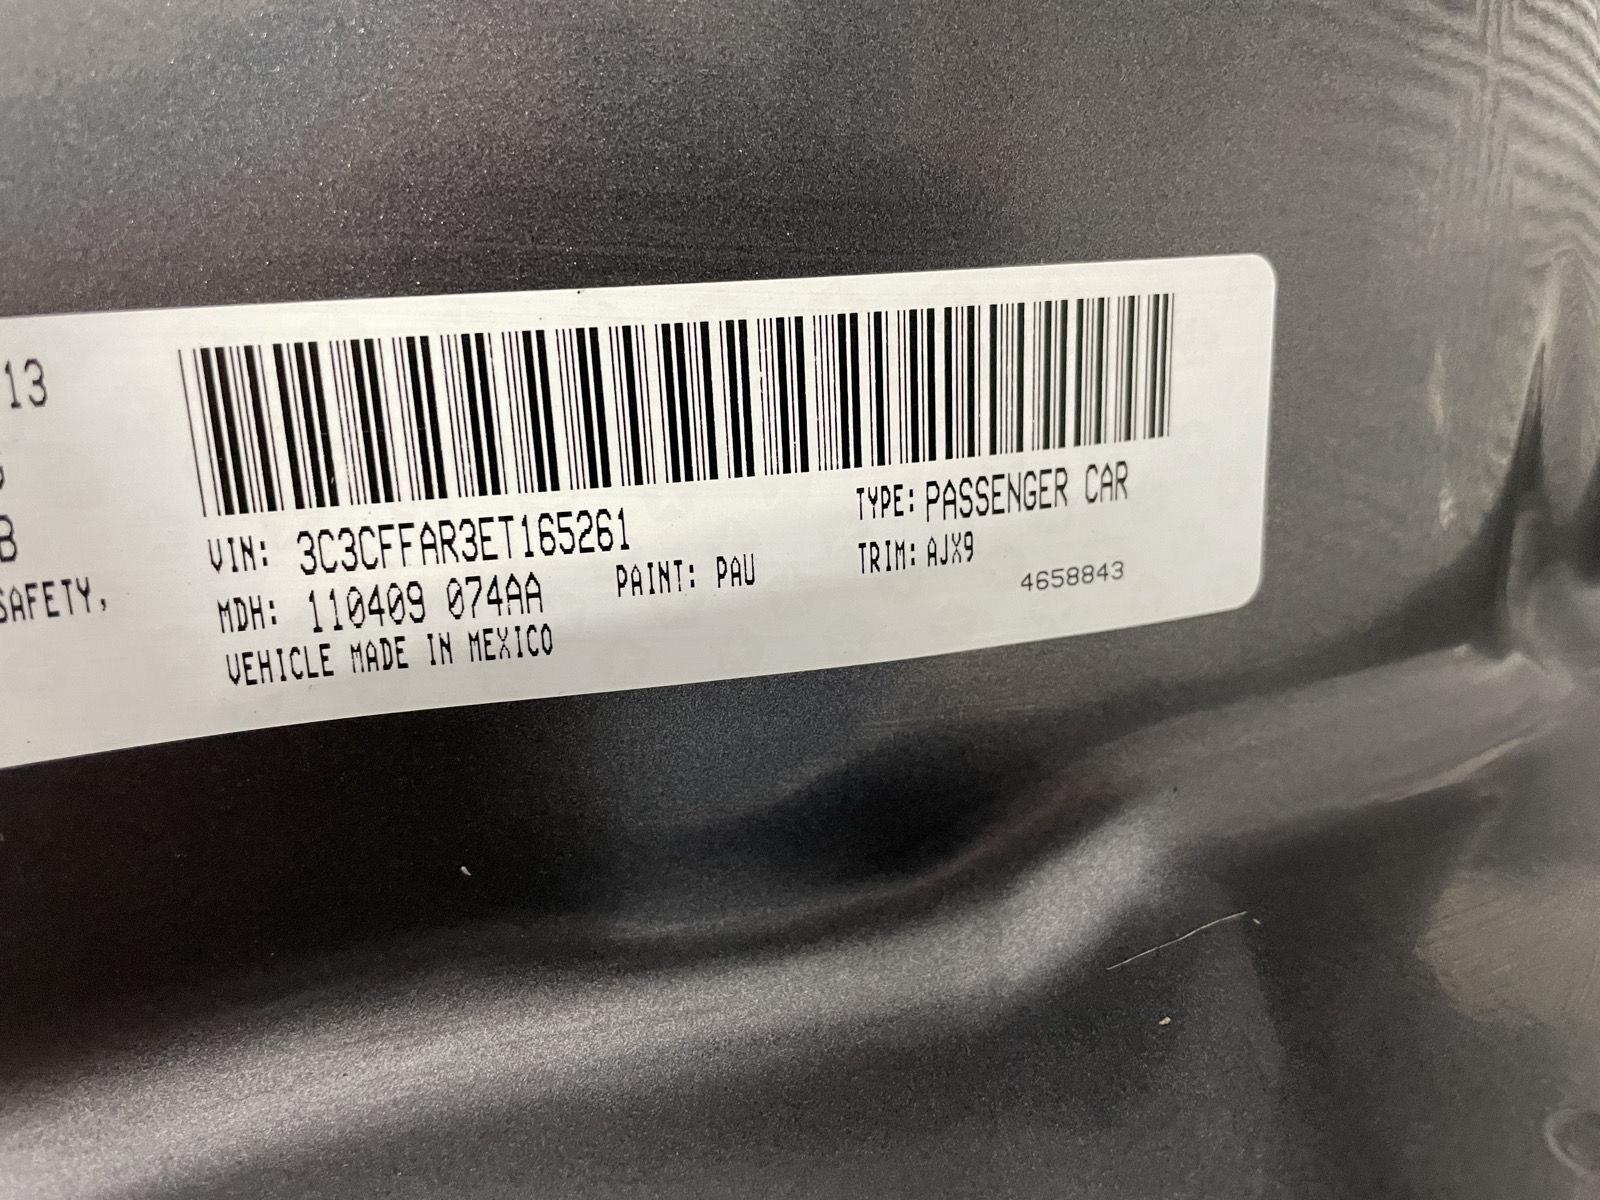 13
B
SAFETY,
VIN: 3C3CFFAR3ET165261
TYPE: PASSENGER CAR
MDH: 110409 074AA
PAINT: PAU
TRIM: AJX9
4658843
VEHICLE MADE IN MEXICO